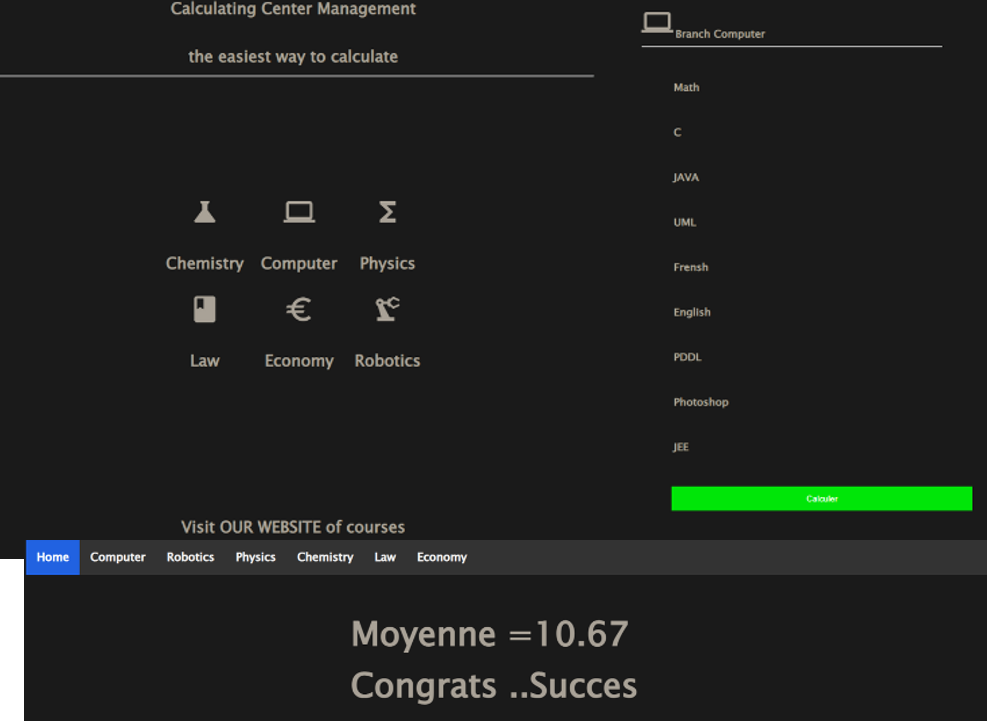 Calculating Center Management
the easiest way to calculate
Chemistry Computer Physics
Law Economy Robotics
Visit OUR WEBSITE of courses
Branch Computer
Math
C
JAVA
UML
Frensh
English
PDDL
Photoshop
JEE
Calculer
Home Computer Robotics Physics Chemistry Law Economy
Moyenne =10.67
Congrats ..Succes